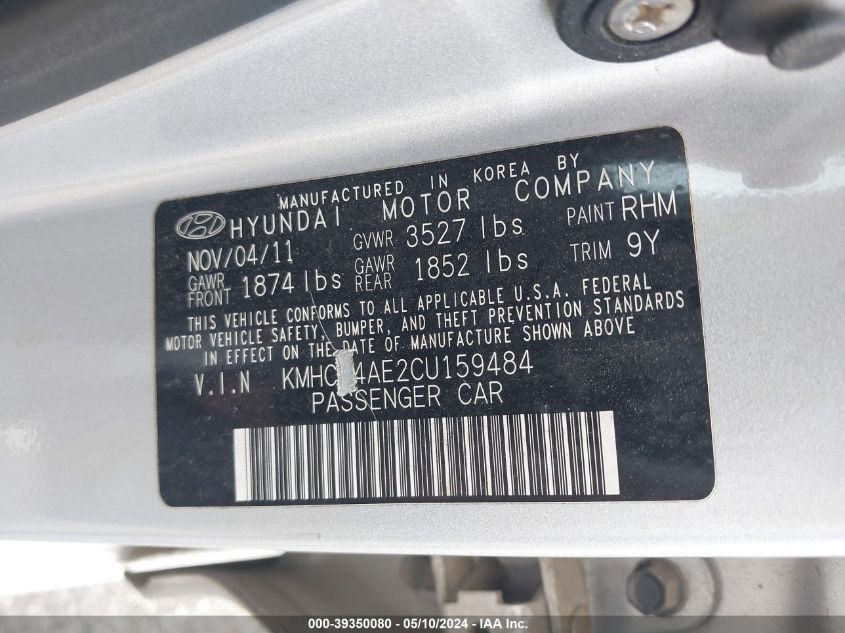 MANUFACTURED IN KOREA BY
HYUNDAI MOTOR COMPANY
NOV/04/11 GVWR 3527 lbs PAINT RHM
GAWR FRONT 1874 lbs GAWR REAR 1852 lbs TRIM 9Y
THIS VEHICLE CONFORMS TO ALL APPLICABLE U.S.A. FEDERAL
MOTOR VEHICLE SAFETY, BUMPER, AND THEFT PREVENTION STANDARDS
IN EFFECT ON THE DATE OF MANUFACTURE SHOWN ABOVE
V.I.N
PASSENGER CAR
000-39350080 - 05/10/2024 - IAA Inc.